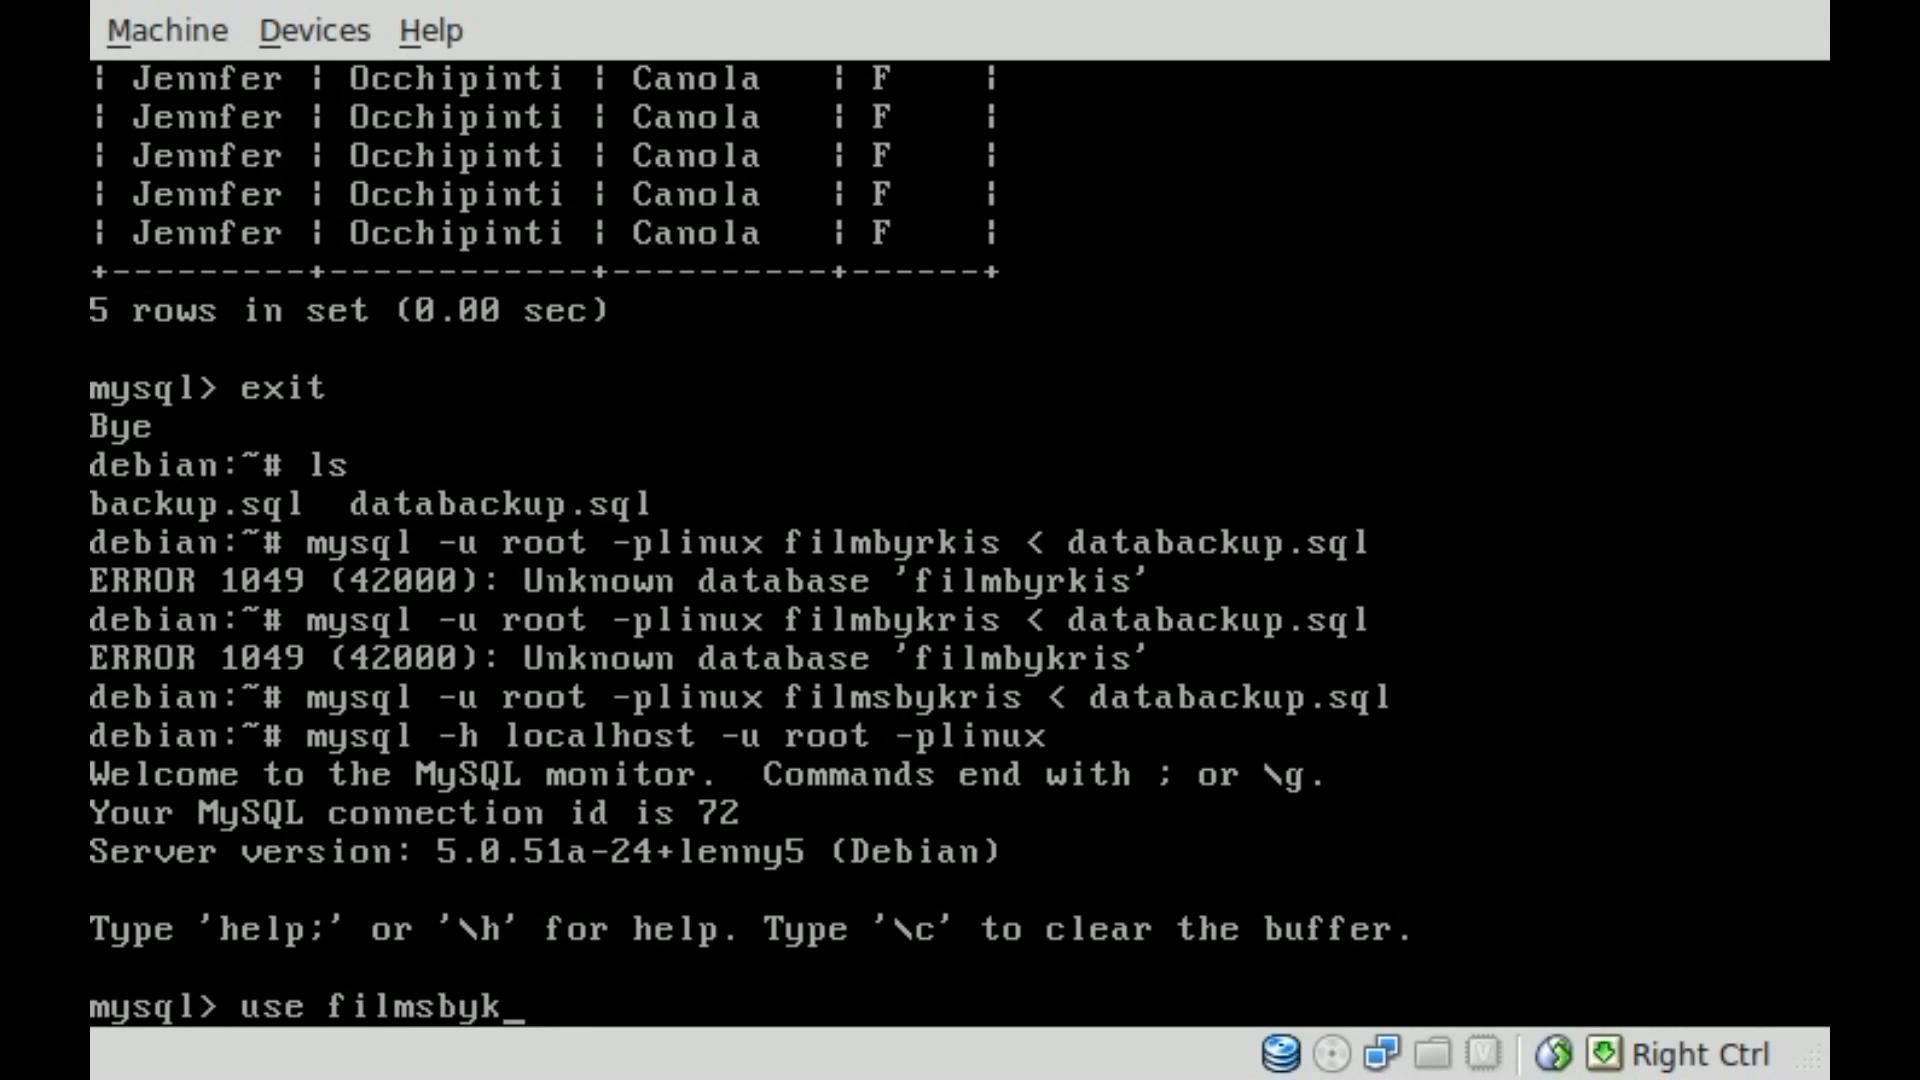 Machine Devices Help
¦ Jennfer ¦ Occhipinti ¦ Canola   ¦ F    ¦
¦ Jennfer ¦ Occhipinti ¦ Canola   ¦ F    ¦
¦ Jennfer ¦ Occhipinti ¦ Canola   ¦ F    ¦
¦ Jennfer ¦ Occhipinti ¦ Canola   ¦ F    ¦
¦ Jennfer ¦ Occhipinti ¦ Canola   ¦ F    ¦
+---------+------------+----------+------+
5 rows in set (0.00 sec)
mysql> exit
Bye
debian:~# ls
backup.sql  databackup.sql
debian:~# mysql -u root -plinux filmbyrkis < databackup.sql
ERROR 1049 (42000): Unknown database 'filmbyrkis'
debian:~# mysql -u root -plinux filmbykris < databackup.sql
ERROR 1049 (42000): Unknown database 'filmbykris'
debian:~# mysql -u root -plinux filmsbykris < databackup.sql
debian:~# mysql -h localhost -u root -plinux
Welcome to the MySQL monitor.  Commands end with ; or \g.
Your MySQL connection id is 72
Server version: 5.0.51a-24+lenny5 (Debian)
Type 'help;' or '\h' for help. Type '\c' to clear the buffer.
mysql> use filmsbyk_
Right Ctrl